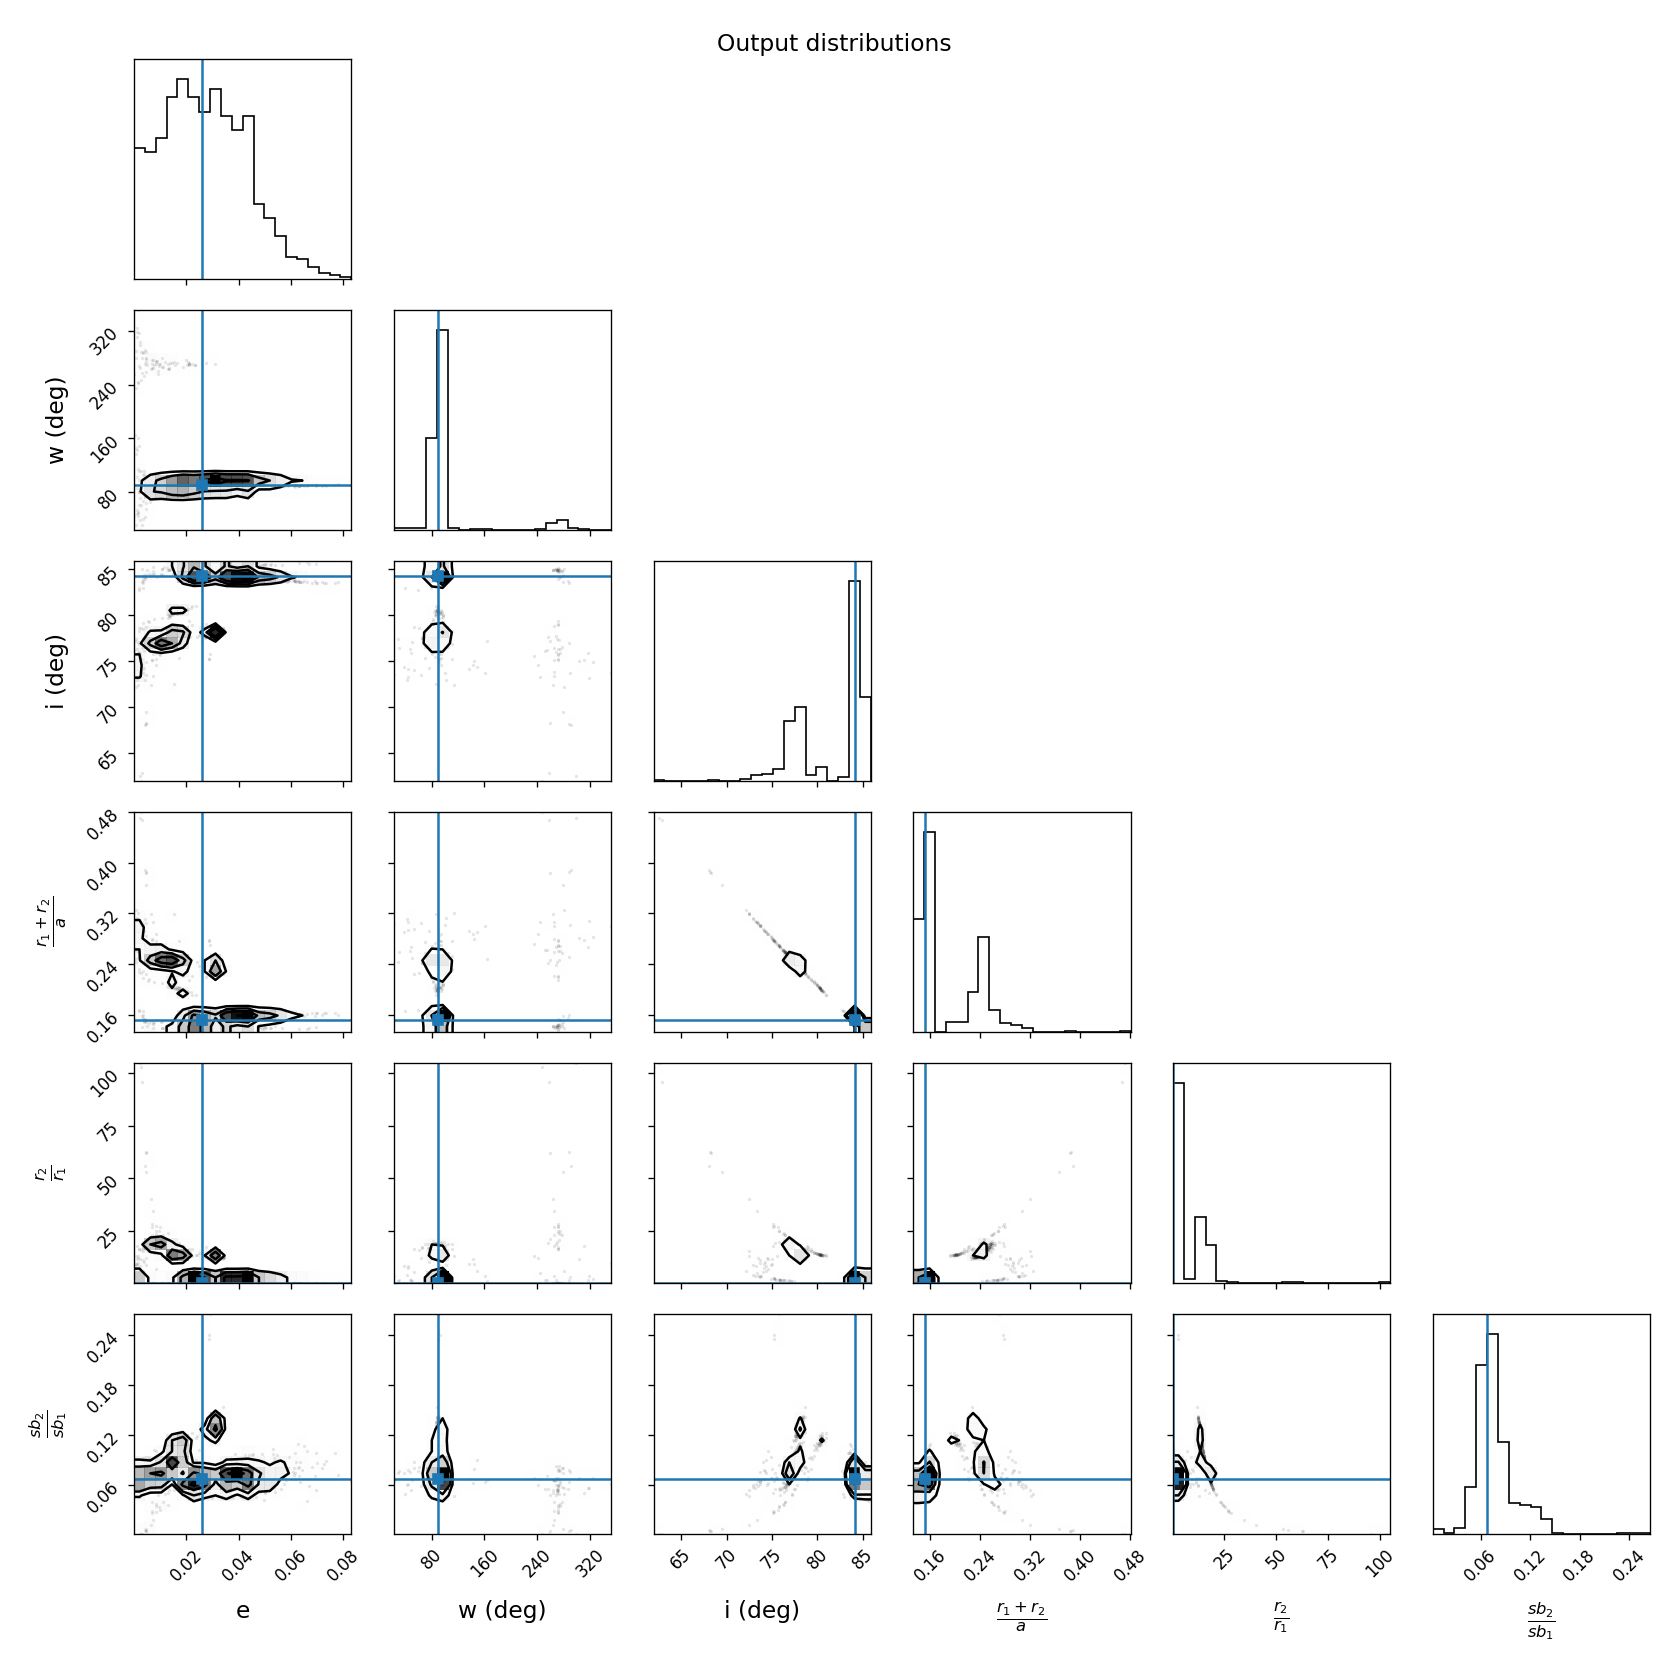 Output distributions
w (deg)
320
240
160
80
i (deg)
85
80
75
70
65
r₁ + r₂
a
0.48
0.40
0.32
0.24
0.16
r₂
r₁
100
75
50
25
sb₂
sb₁
0.24
0.18
0.12
0.06
0.02 0.04 0.06 0.08 80 160 240 320 65 70 75 80 85 0.16 0.24 0.32 0.40 0.48 25 50 75 100 0.06 0.12 0.18 0.24
e w (deg) i (deg) r₁ + r₂ r₂ sb₂
a r₁ sb₁